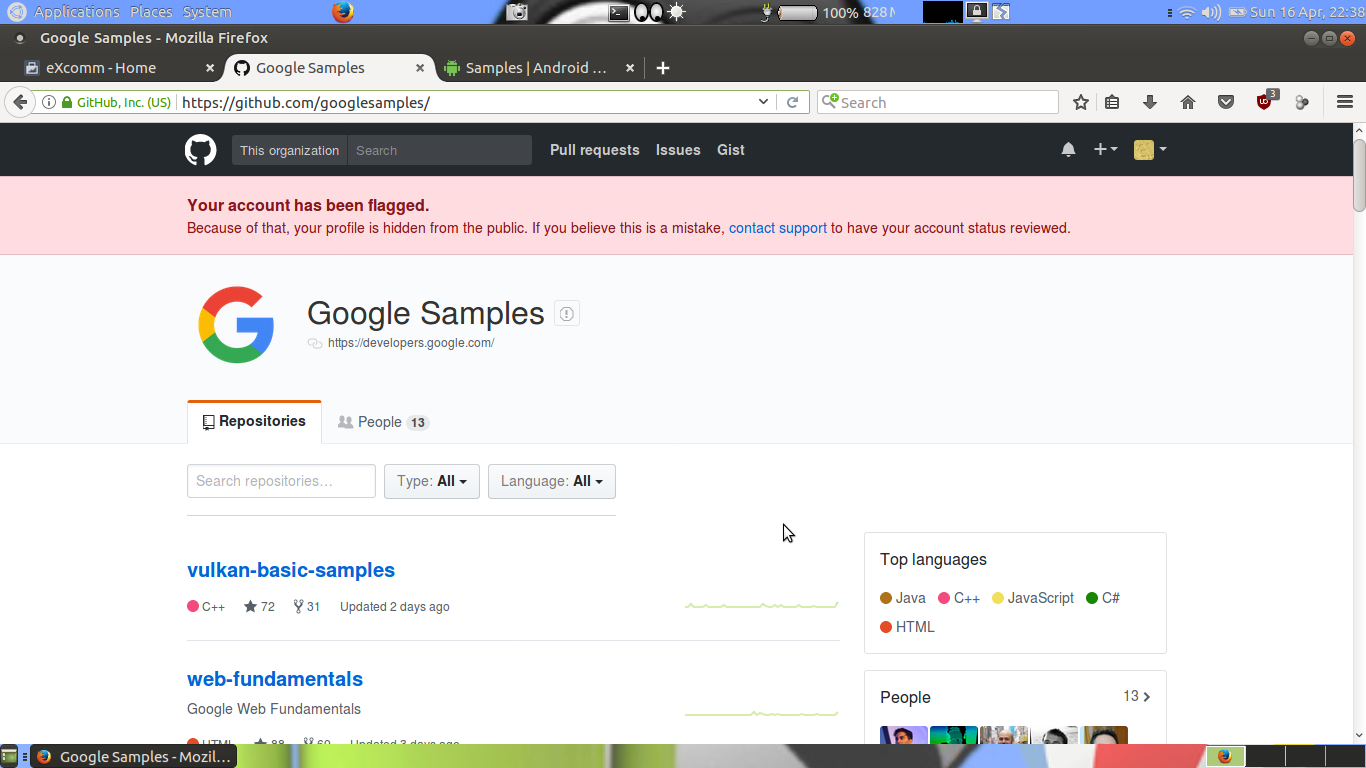 Applications Places System 100% 828 Sun 16 Apr, 22:38
Google Samples - Mozilla Firefox
eXcomm - Home Google Samples Samples | Android ...
GitHub, Inc. (US) https://github.com/googlesamples/ Search 3
This organization Search Pull requests Issues Gist
Your account has been flagged.
Because of that, your profile is hidden from the public. If you believe this is a mistake, contact support to have your account status reviewed.
Google Samples
https://developers.google.com/
Repositories People 13
Search repositories... Type: All Language: All
vulkan-basic-samples
C++ 72 31 Updated 2 days ago
Top languages
Java C++ JavaScript C#
HTML
web-fundamentals
Google Web Fundamentals
HTML 88 60 Updated 3 days ago
People 13
Google Samples - Mozil...